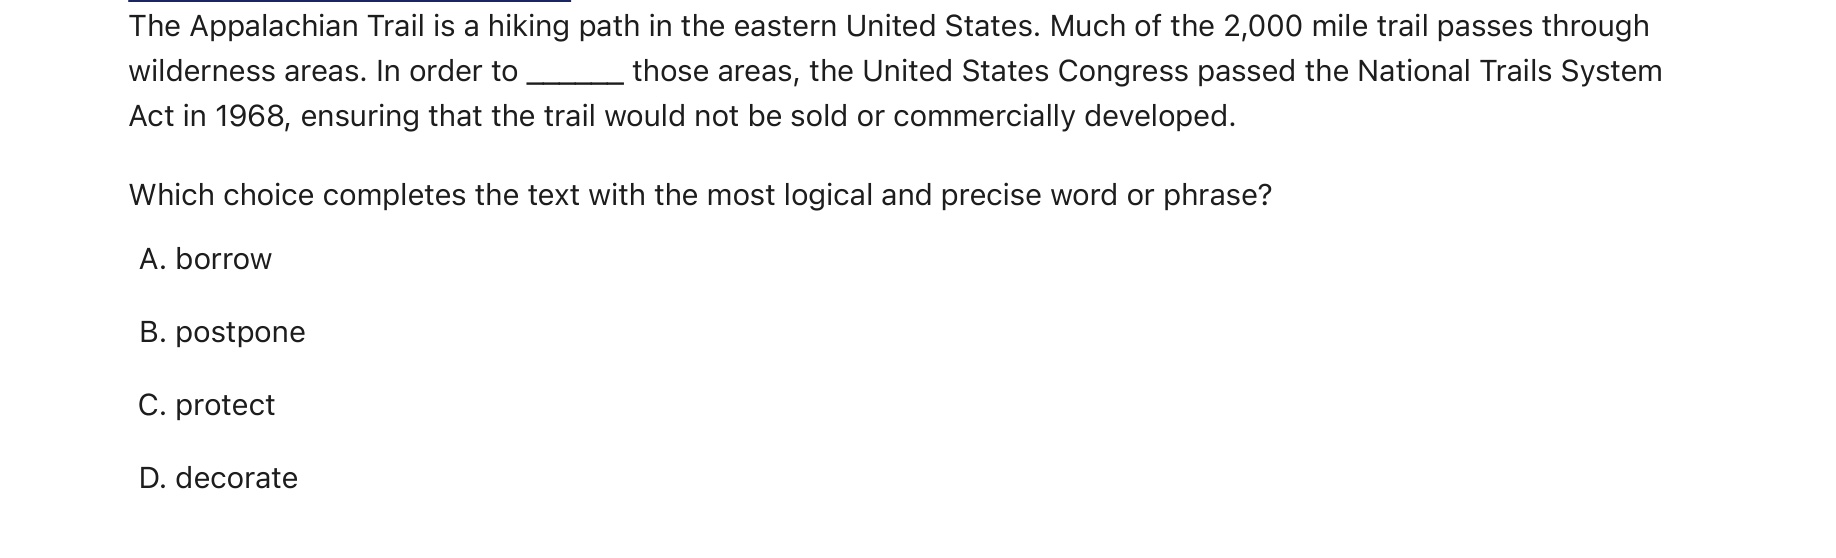 The Appalachian Trail is a hiking path in the eastern United States. Much of the 2,000 mile trail passes through
wilderness areas. In order to ______ those areas, the United States Congress passed the National Trails System
Act in 1968, ensuring that the trail would not be sold or commercially developed.
Which choice completes the text with the most logical and precise word or phrase?
A. borrow
B. postpone
C. protect
D. decorate